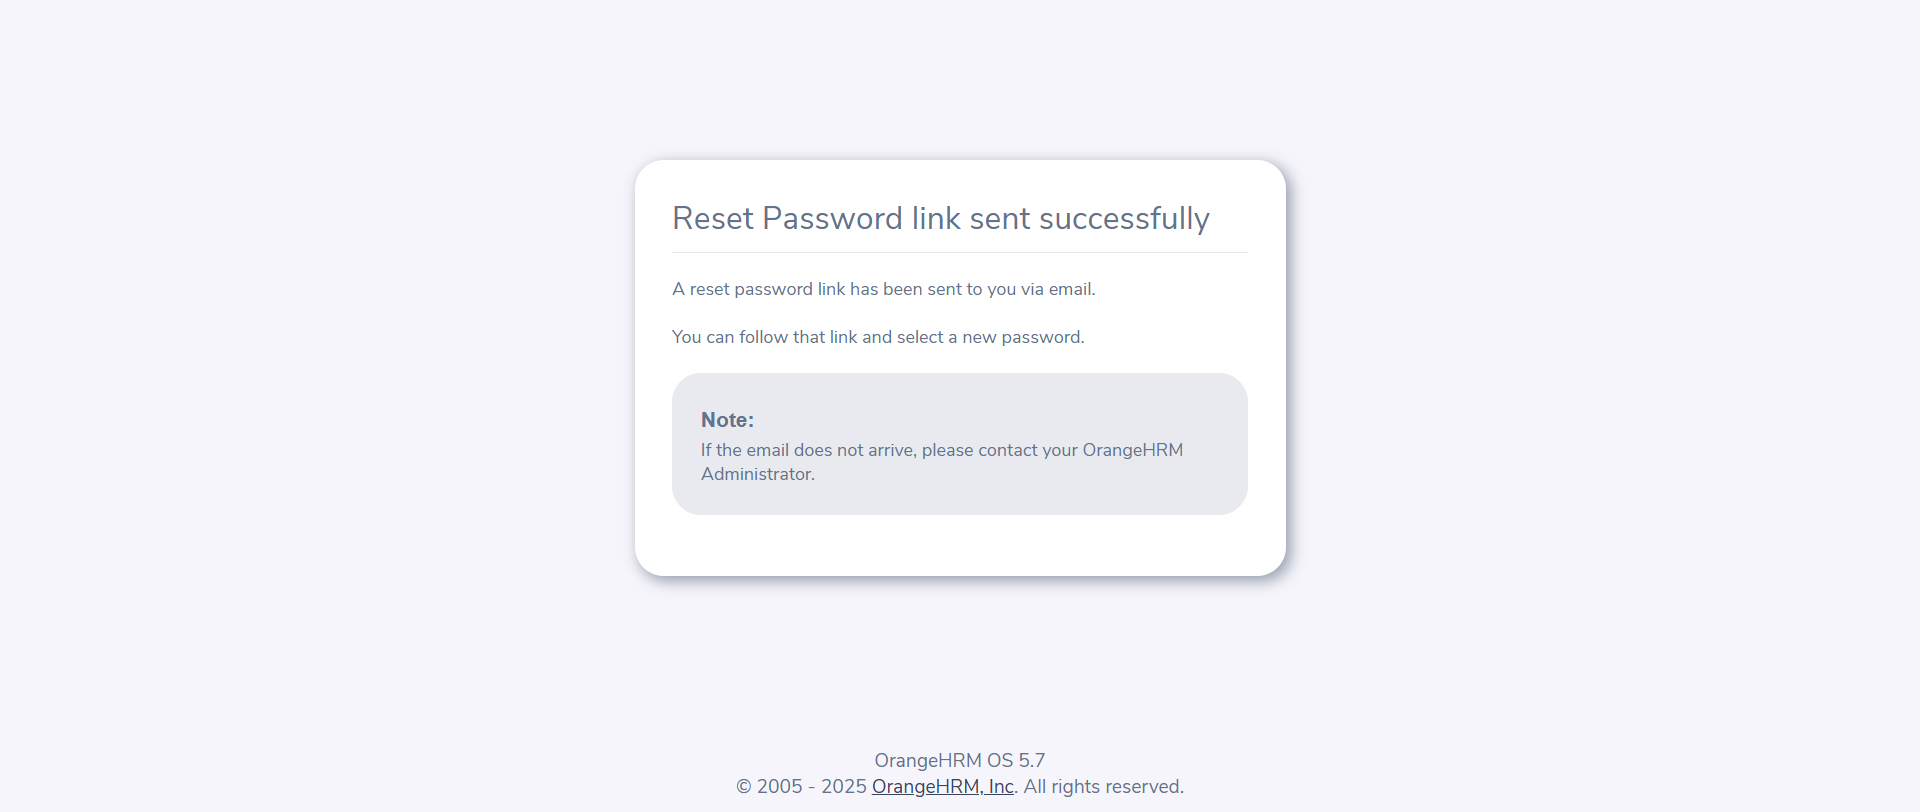 Reset Password link sent successfully
A reset password link has been sent to you via email.
You can follow that link and select a new password.
Note:
If the email does not arrive, please contact your OrangeHRM
Administrator.
OrangeHRM OS 5.7
© 2005 - 2025 OrangeHRM, Inc. All rights reserved.